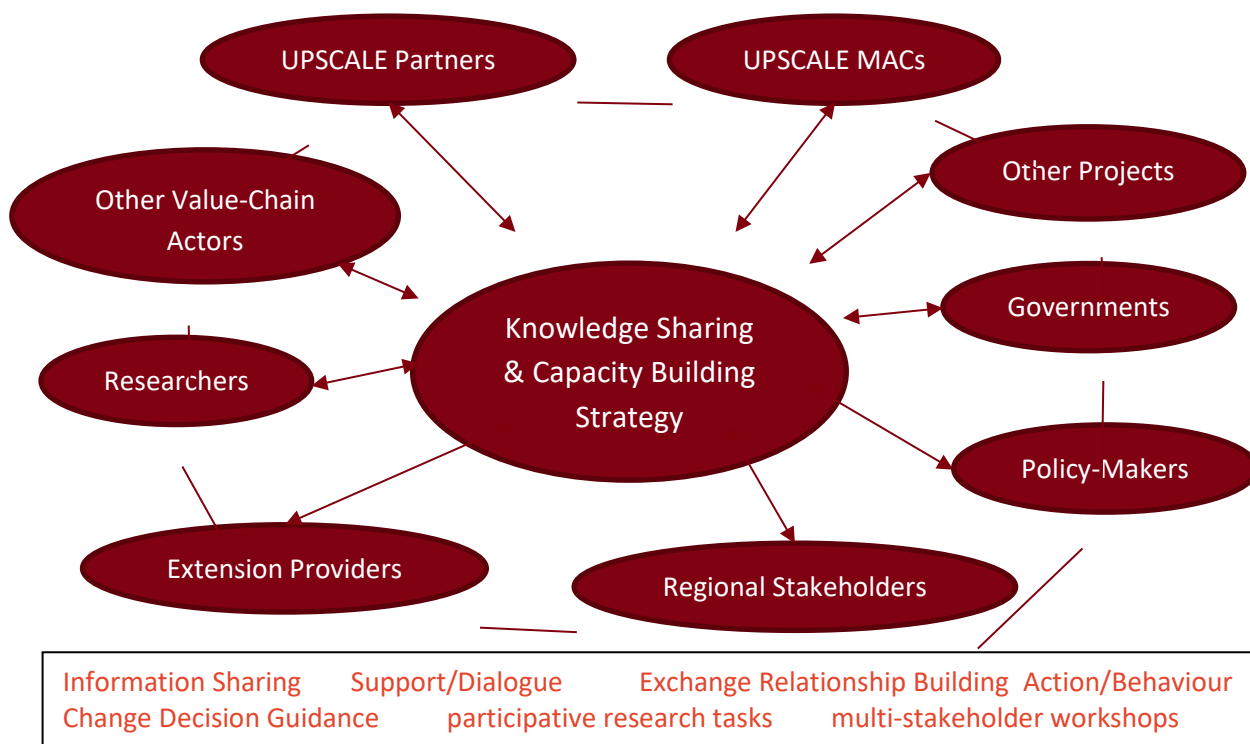 UPSCALE Partners
UPSCALE MACs
Other Projects
Other Value-Chain
Actors
Governments
Knowledge Sharing
& Capacity Building
Strategy
Researchers
Policy-Makers
Extension Providers
Regional Stakeholders
Information Sharing Support/Dialogue Exchange Relationship Building Action/Behaviour
Change Decision Guidance participative research tasks multi-stakeholder workshops